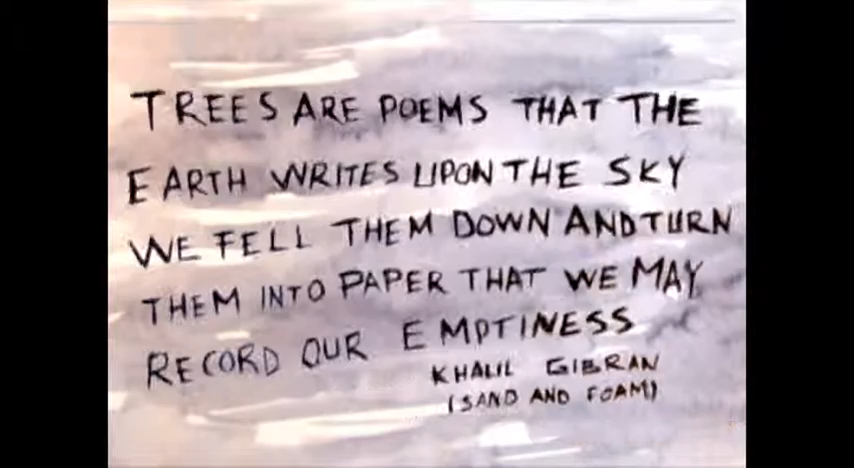 TREES ARE POEMS THAT THE
EARTH WRITES UPON THE SKY
WE FELL THEM DOWN AND TURN
THEM INTO PAPER THAT WE MAY
RECORD OUR EMPTINESS
KHALIL GIBRAN
(SAND AND FOAM)